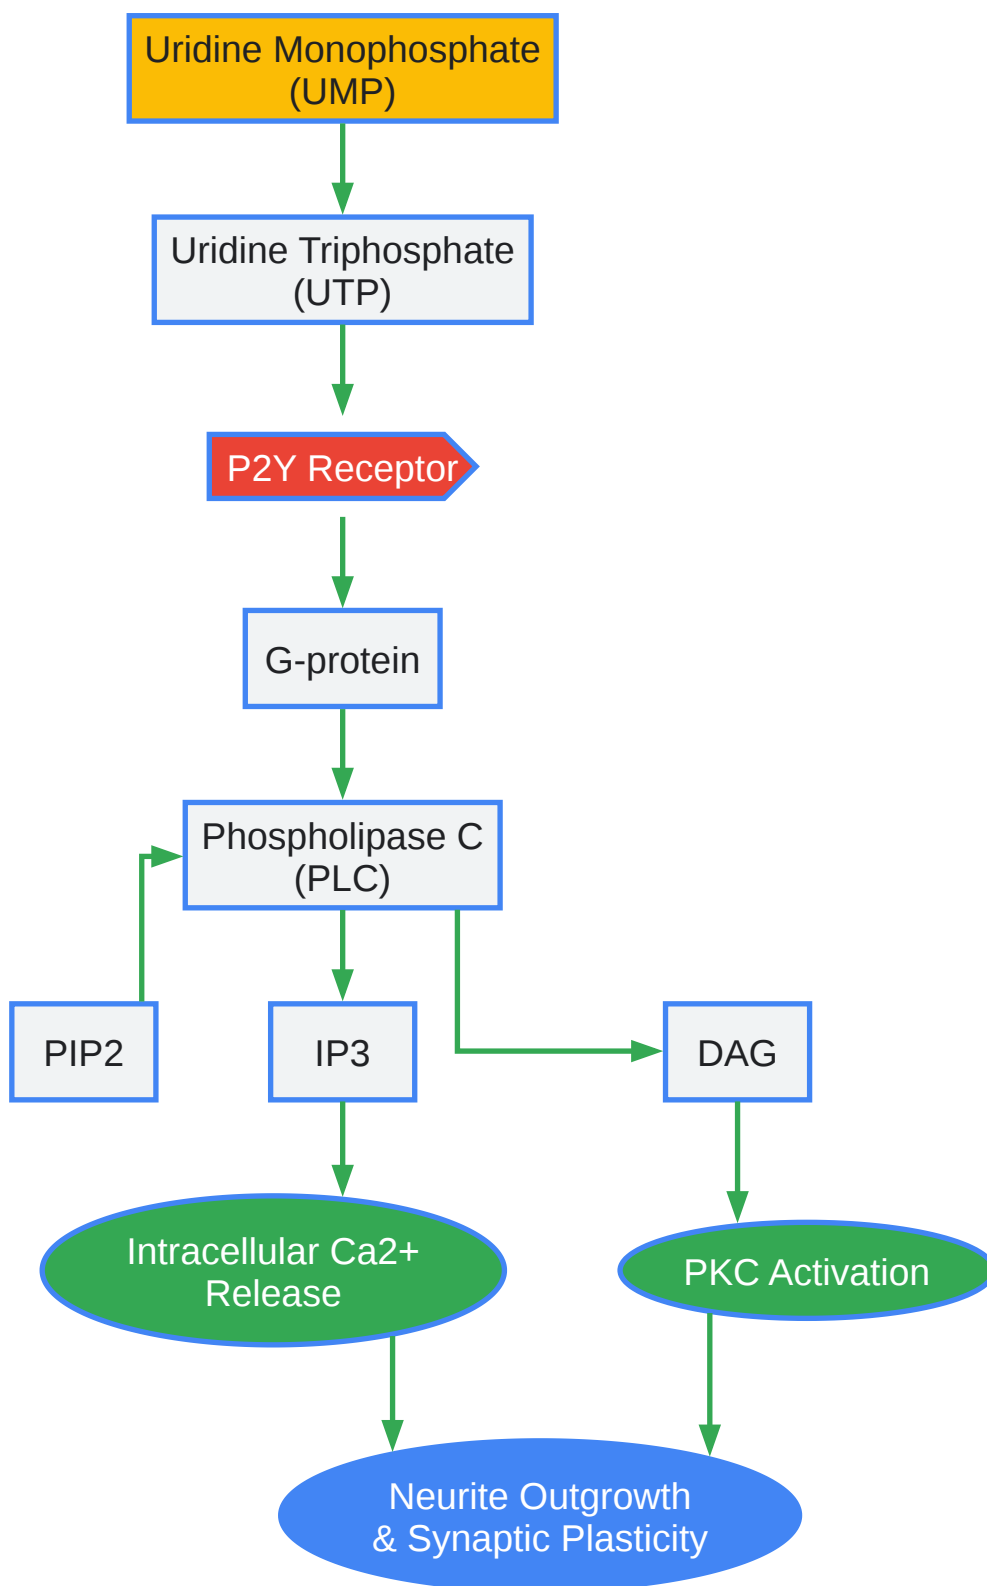 Uridine Monophosphate
(UMP)
Uridine Triphosphate
(UTP)
P2Y Receptor
G-protein
Phospholipase C
(PLC)
PIP2
IP3
DAG
Intracellular Ca2+
Release
PKC Activation
Neurite Outgrowth
& Synaptic Plasticity